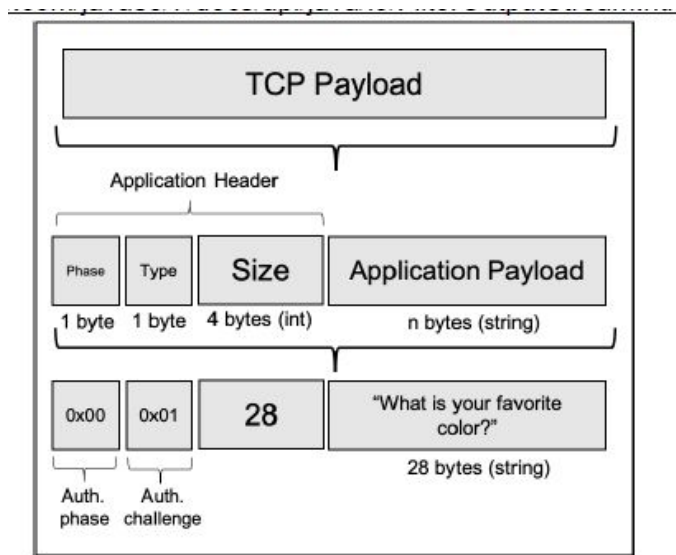 TCP Payload
Application Header
Phase
Type
Size
Application Payload
1 byte
1 byte
4 bytes (int)
n bytes (string)
0x00
0x01
28
“What is your favorite
color?”
28 bytes (string)
Auth.
phase
Auth.
challenge